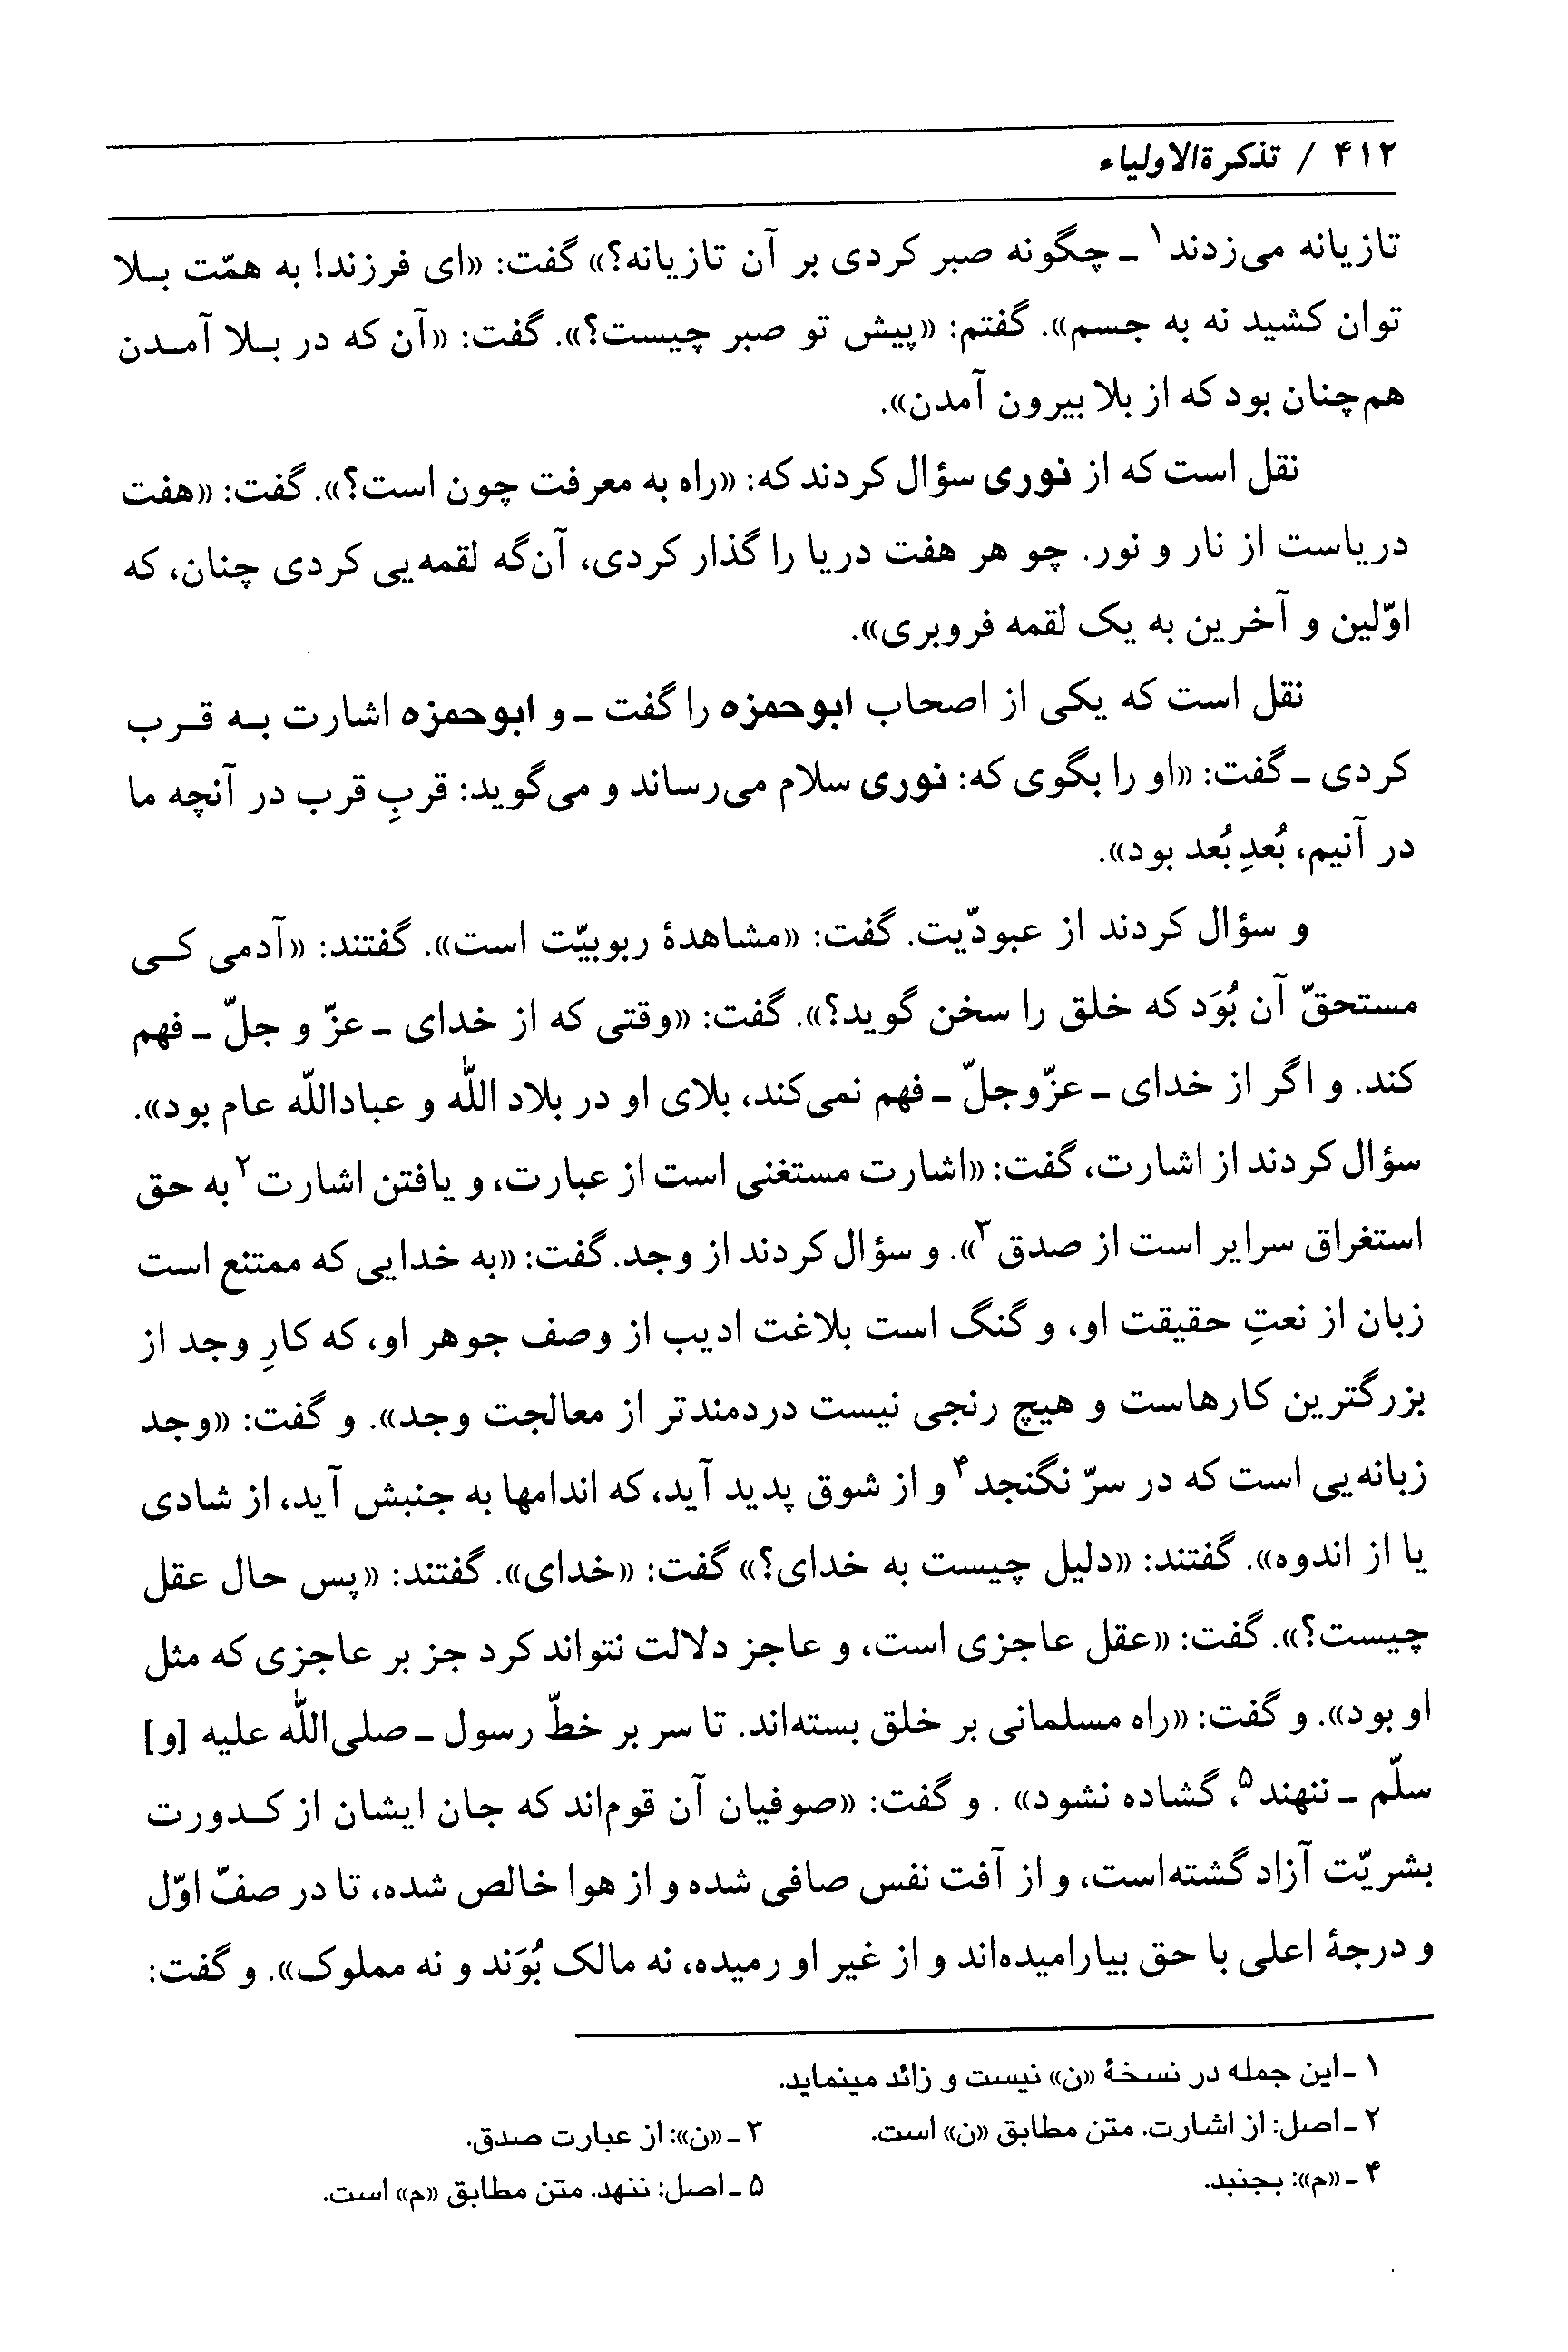 ۴۱۲ / تذکرةالاولیاء
تازیانه می‌زدند۱ ـ چگونه صبر کردی بر آن تازیانه؟» گفت: «ای فرزند! به همّت بـلا
توان کشید نه به جسم». گفتم: «پیش تو صبر چیست؟». گفت: «آن که در بـلا آمـدن
هم‌چنان بود که از بلا بیرون آمدن».
نقل است که از نوری سؤال کردند که: «راه به معرفت چون است؟». گفت: «هفت
دریاست از نار و نور. چو هر هفت دریا را گذار کردی، آن‌گه لقمه‌یی کردی چنان، که
اوّلین و آخرین به یک لقمه فروبری».
نقل است که یکی از اصحاب ابوحمزه را گفت ـ و ابوحمزه اشارت بـه قـرب
کردی ـ گفت: «او را بگوی که: نوری سلام می‌رساند و می‌گوید: قربِ قرب در آنچه ما
در آنیم، بُعدِ بُعد بود».
و سؤال کردند از عبودّیت. گفت: «مشاهدهٔ ربوبیّت است». گفتند: «آدمی کـی
مستحقّ آن بُوَد که خلق را سخن گوید؟». گفت: «وقتی که از خدای ـ عزّ و جلّ ـ فهم
کند. و اگر از خدای ـ عزّوجلّ ـ فهم نمی‌کند، بلای او در بلاد اللّٰه و عباداللّه عام بود».
سؤال کردند از اشارت، گفت: «اشارت مستغنی است از عبارت، و یافتن اشارت۲ به حق
استغراق سرایر است از صدق۳». و سؤال کردند از وجد. گفت: «به خدایی که ممتنع است
زبان از نعتِ حقیقت او، و گنگ است بلاغت ادیب از وصف جوهر او، که کارِ وجد از
بزرگترین کارهاست و هیچ رنجی نیست دردمندتر از معالجت وجد». و گفت: «وجد
زبانه‌یی است که در سرّ نگنجد۴ و از شوق پدید آید، که اندامها به جنبش آید، از شادی
یا از اندوه». گفتند: «دلیل چیست به خدای؟» گفت: «خدای». گفتند: «پس حال عقل
چیست؟». گفت: «عقل عاجزی است، و عاجز دلالت نتواند کرد جز بر عاجزی که مثل
او بود». و گفت: «راه مسلمانی بر خلق بسته‌اند. تا سر بر خطّ رسول ـ صلی‌اللّٰه علیه [و]
سلّم ـ ننهند۵، گشاده نشود» . و گفت: «صوفیان آن قوم‌اند که جان ایشان از کـدورت
بشریّت آزاد گشته‌است، و از آفت نفس صافی شده و از هوا خالص شده، تا در صفّ اوّل
و درجهٔ اعلی با حق بیارامیده‌اند و از غیر او رمیده، نه مالک بُوَند و نه مملوک». و گفت:
۱ ـ این جمله در نسخهٔ «ن» نیست و زائد مینماید.
۲ ـ اصل: از اشارت. متن مطابق «ن» است. ۳ ـ «ن»: از عبارت صدق.
۴ ـ «م»: بجنبد. ۵ ـ اصل: ننهد. متن مطابق «م» است.